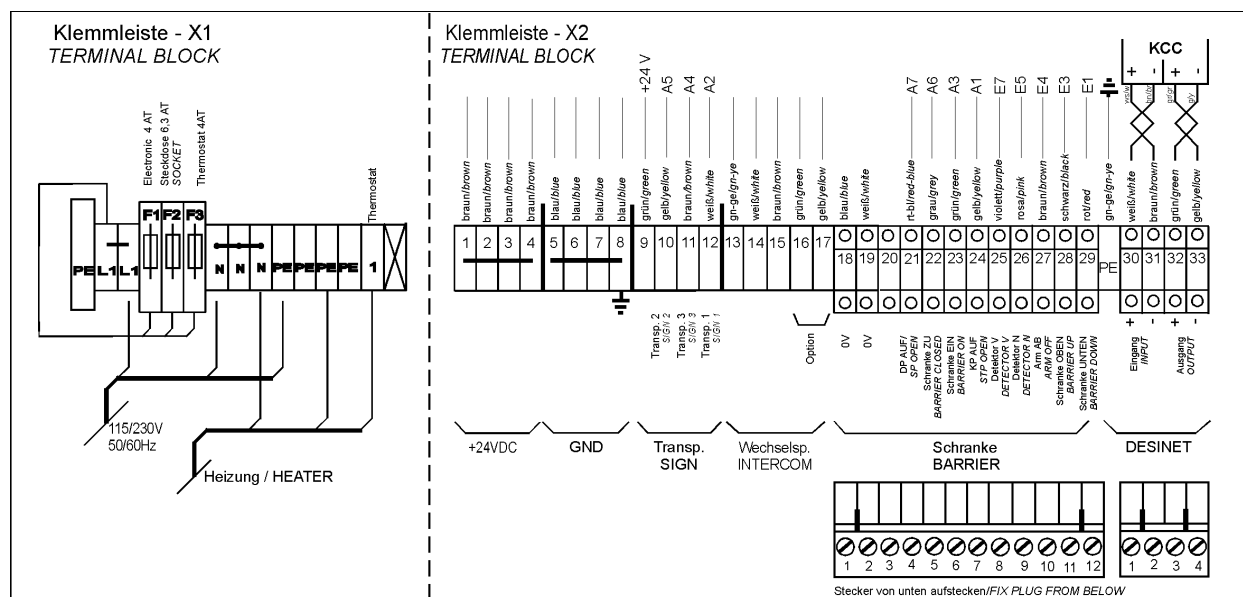 Klemmleiste - X1
TERMINAL BLOCK
Electronic 4 AT
Steckdose 6,3 AT
SOCKET
Thermostat 4AT
Thermostat
F1 F2 F3
PE L1 L1 N N N PE PE PE PE 1
115/230V
50/60Hz
Heizung / HEATER
Klemmleiste - X2
TERMINAL BLOCK
KCC
+ - + -
ws/w
bn/br
gn/gr
g/y
+24 V A5 A4 A2 A7 A6 A3 A1 E7 E5 E4 E3 E1
braun/brown
braun/brown
braun/brown
braun/brown
blau/blue
blau/blue
blau/blue
blau/blue
grün/green
gelb/yellow
braun/brown
weiß/white
gn-ge/gn-ye
weiß/white
braun/brown
grün/green
gelb/yellow
blau/blue
weiß/white
rt-bl/red-blue
grau/grey
grün/green
gelb/yellow
violett/purple
rosa/pink
braun/brown
schwarz/black
rot/red
gn-ge/gn-ye
weiß/white
braun/brown
grün/green
gelb/yellow
1 2 3 4 5 6 7 8 9 10 11 12 13 14 15 16 17 18 19 20 21 22 23 24 25 26 27 28 29 PE 30 31 32 33
Transp. 2
SIGN 2
Transp. 3
SIGN 3
Transp. 1
SIGN 1
Option
0V
0V
DP AUF/
SP OPEN
Schranke ZU
BARRIER CLOSED
Schranke EIN
BARRIER ON
KP AUF
STP OPEN
Detektor V
DETECTOR V
Detektor N
DETECTOR N
Arm AB
ARM OFF
Schranke OBEN
BARRIER UP
Schranke UNTEN
BARRIER DOWN
+ - + -
Eingang
INPUT
Ausgang
OUTPUT
+24VDC
GND
Transp.
SIGN
Wechselsp.
INTERCOM
Schranke
BARRIER
DESINET
1 2 3 4 5 6 7 8 9 10 11 12
1 2 3 4
Stecker von unten aufstecken/FIX PLUG FROM BELOW